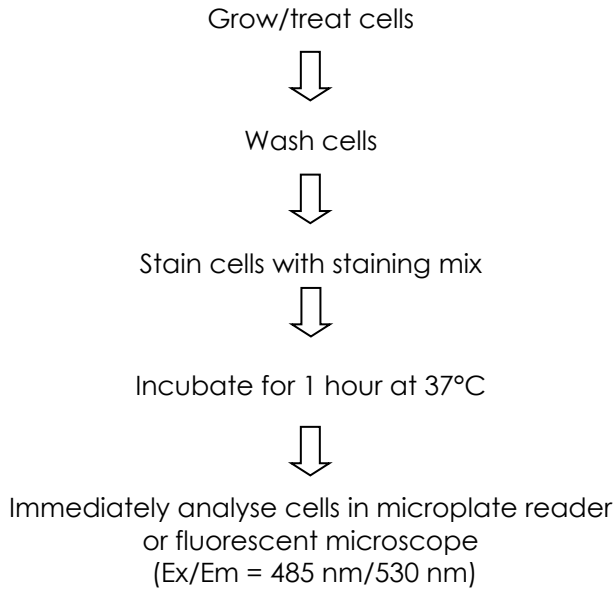 Grow/treat cells
Wash cells
Stain cells with staining mix
Incubate for 1 hour at 37°C
Immediately analyse cells in microplate reader
or fluorescent microscope
(Ex/Em = 485 nm/530 nm)